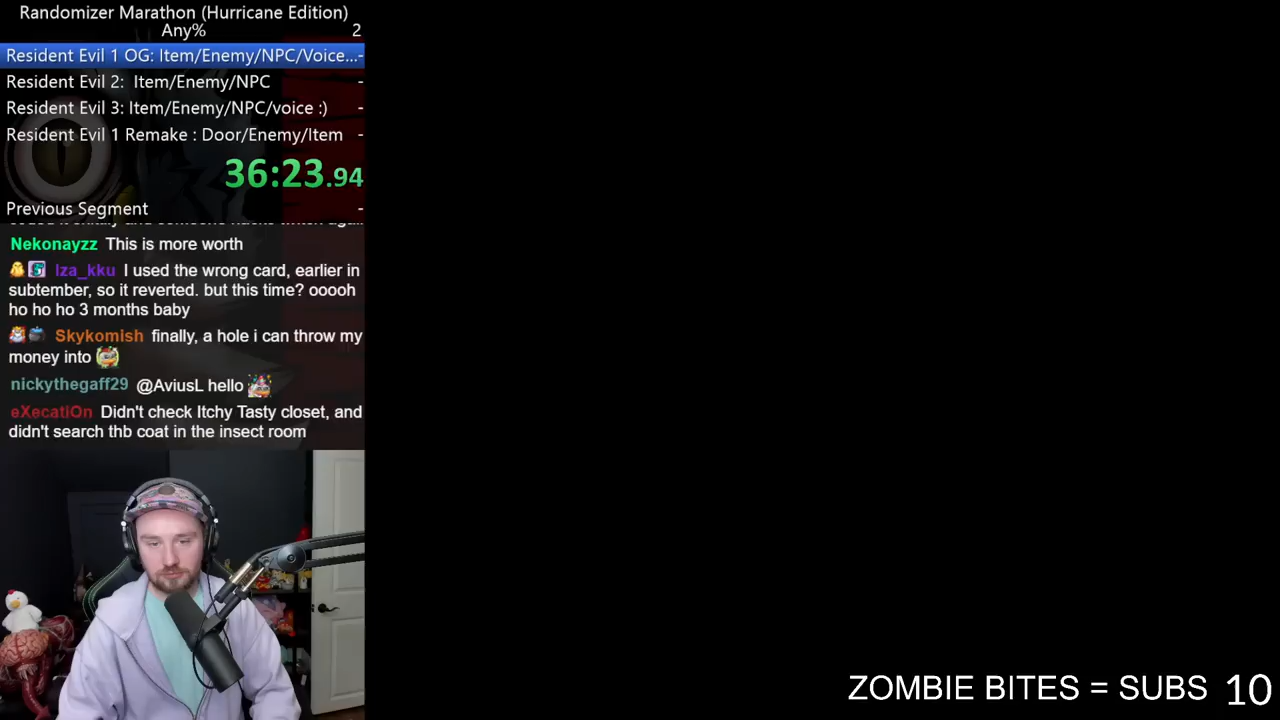 Randomizer Marathon (Hurricane Edition)
Any% 2
Resident Evil 1 OG: Item/Enemy/NPC/Voice... -
Resident Evil 2: Item/Enemy/NPC -
Resident Evil 3: Item/Enemy/NPC/voice :) -
Resident Evil 1 Remake : Door/Enemy/Item -
36:23.94
Previous Segment -
Nekonayzz This is more worth
Iza_kku I used the wrong card, earlier in
subtember, so it reverted. but this time? ooooh
ho ho ho 3 months baby
Skykomish finally, a hole i can throw my
money into
nickythegaff29 @AviusL hello
eXecatiOn Didn't check Itchy Tasty closet, and
didn't search thb coat in the insect room
ZOMBIE BITES = SUBS 10